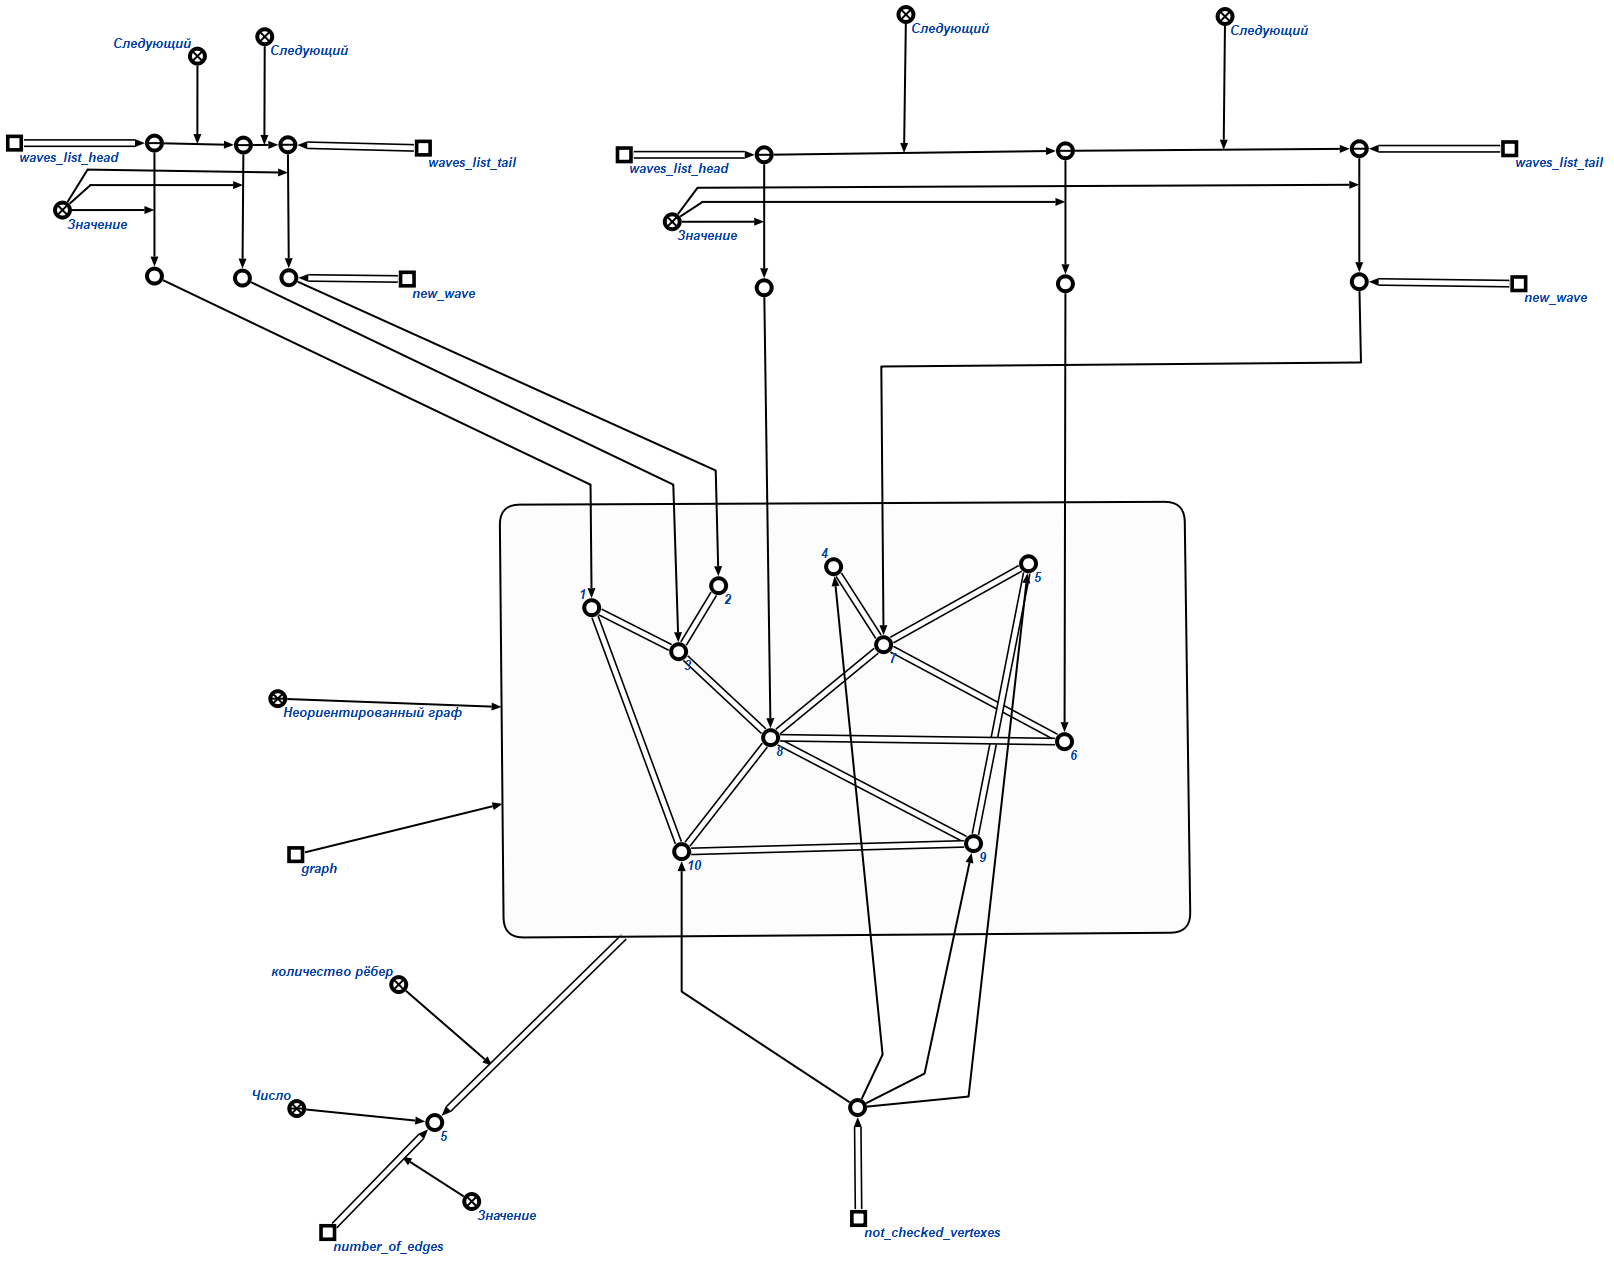 Следующий
Следующий
Следующий
Следующий
waves_list_head
waves_list_tail
waves_list_head
waves_list_tail
Значение
Значение
new_wave
new_wave
4
5
1
2
3
7
8
6
Неориентированный граф
10
9
graph
количество рёбер
Число
5
Значение
number_of_edges
not_checked_vertexes